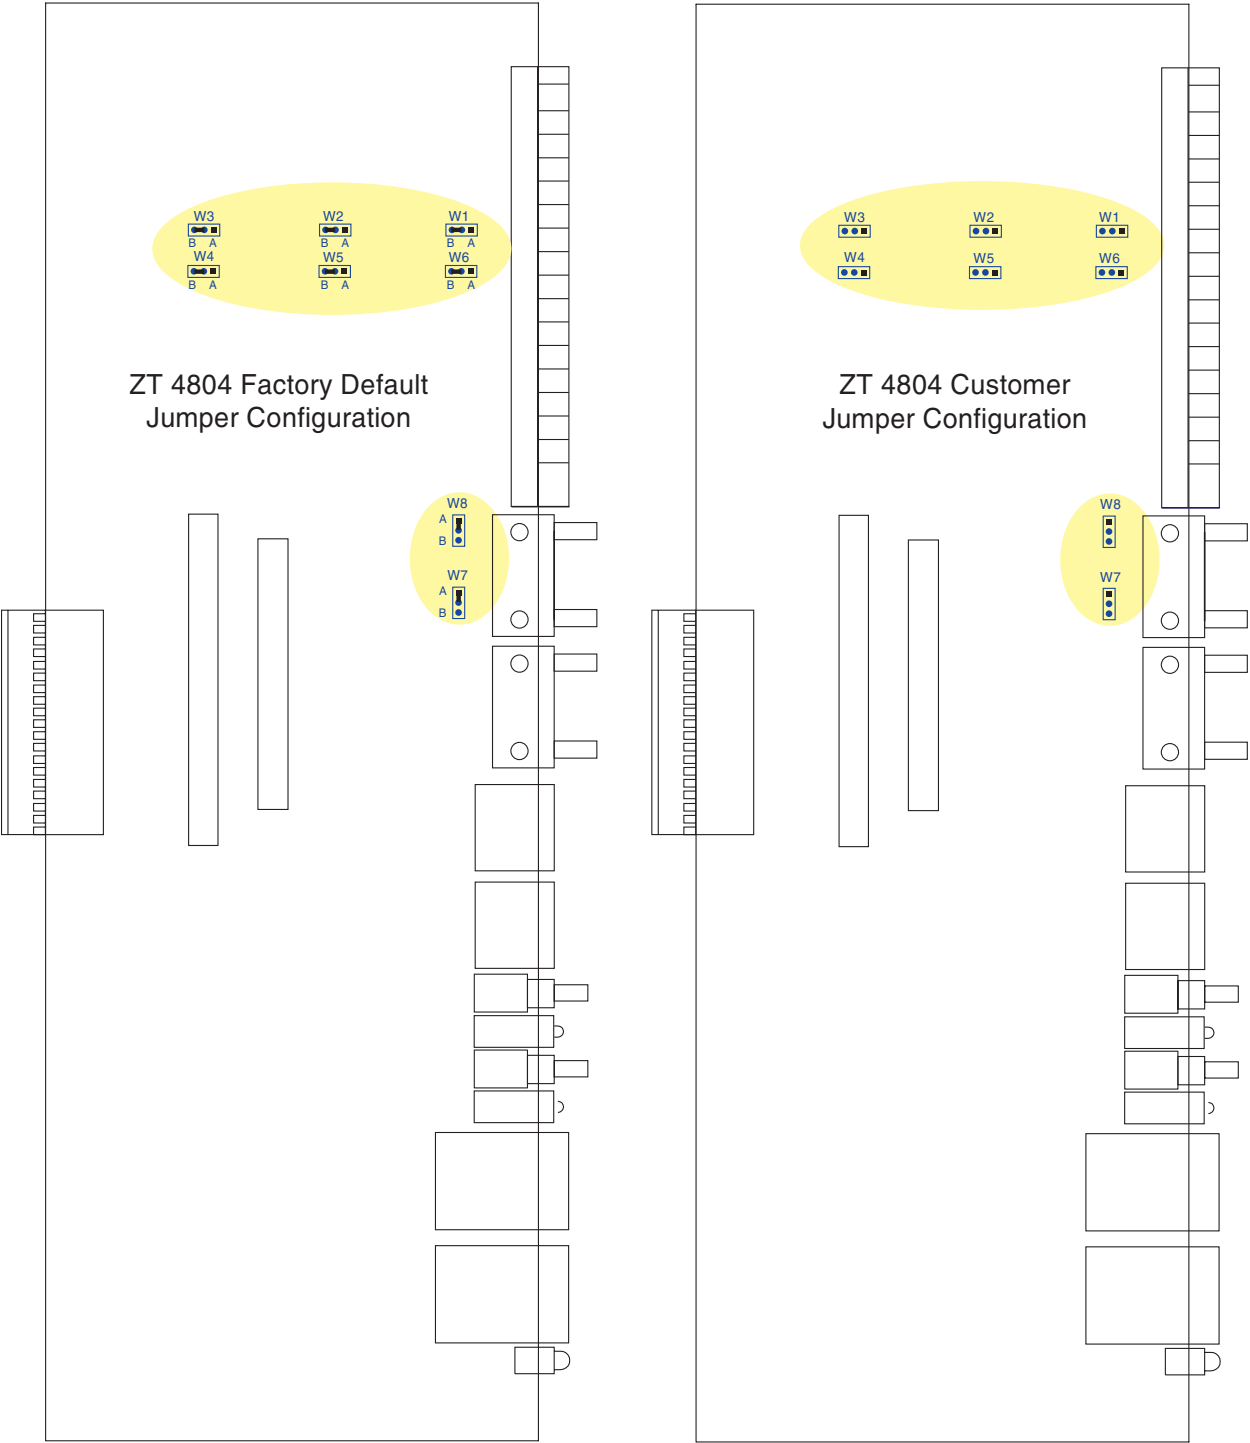 W3 W2 W1
B A B A B A
W4 W5 W6
B A B A B A
ZT 4804 Factory Default
Jumper Configuration
W8
A
B
W7
A
B
W3 W2 W1
W4 W5 W6
ZT 4804 Customer
Jumper Configuration
W8
W7